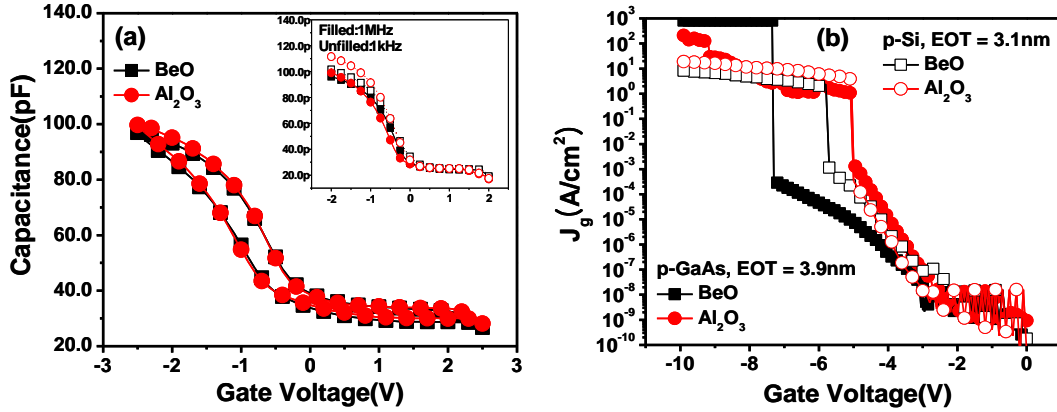 (a)
BeO
Al2O3
Capacitance(pF)
140.0
120.0
100.0
80.0
60.0
40.0
20.0
-3
-2
-1
0
1
2
3
Gate Voltage(V)
Filled:1MHz
Unfilled:1kHz
120.0p
100.0p
80.0p
60.0p
40.0p
20.0p
-2
-1
0
1
2
(b)
p-Si, EOT = 3.1nm
BeO
Al2O3
p-GaAs, EOT = 3.9nm
BeO
Al2O3
Jg(A/cm2)
10^3
10^2
10^1
10^0
10^-1
10^-2
10^-3
10^-4
10^-5
10^-6
10^-7
10^-8
10^-9
10^-10
-10
-8
-6
-4
-2
0
Gate Voltage(V)